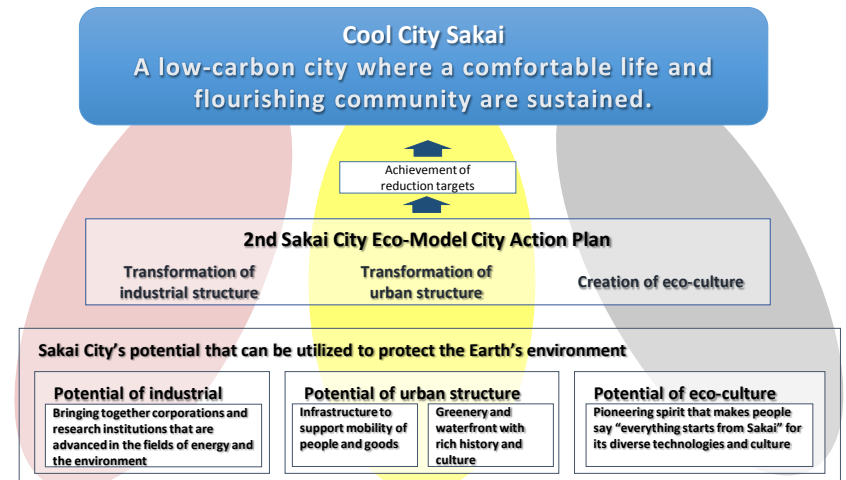 Cool City Sakai
A low-carbon city where a comfortable life and
flourishing community are sustained.
Achievement of
reduction targets
2nd Sakai City Eco-Model City Action Plan
Transformation of
industrial structure
Transformation of
urban structure
Creation of eco-culture
Sakai City’s potential that can be utilized to protect the Earth’s environment
Potential of industrial
Bringing together corporations and
research institutions that are
advanced in the fields of energy and
the environment
Potential of urban structure
Infrastructure to
support mobility of
people and goods
Greenery and
waterfront with
rich history and
culture
Potential of eco-culture
Pioneering spirit that makes people
say “everything starts from Sakai” for
its diverse technologies and culture